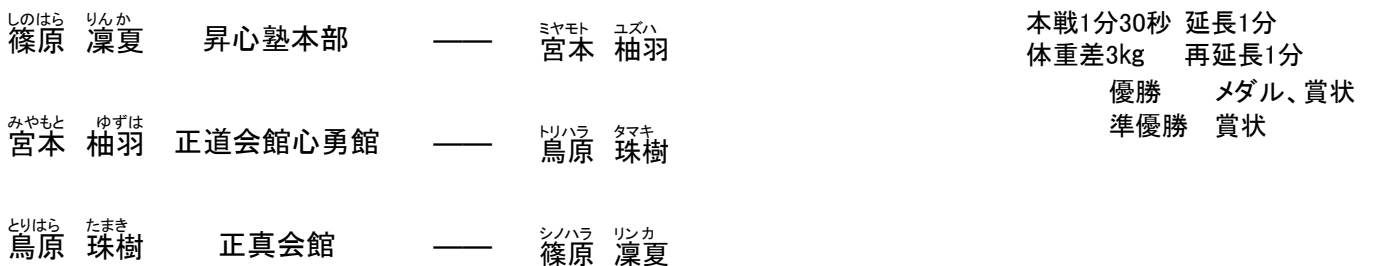 しのはら りんか ミヤモト ユズハ
篠原 凜夏 昇心塾本部 ―― 宮本 柚羽
みやもと ゆずは トリハラ タマキ
宮本 柚羽 正道会館心勇館 ―― 鳥原 珠樹
とりはら たまき シノハラ リンカ
鳥原 珠樹 正真会館 ―― 篠原 凜夏
本戦1分30秒 延長1分
体重差3kg 再延長1分
優勝 メダル、賞状
準優勝 賞状